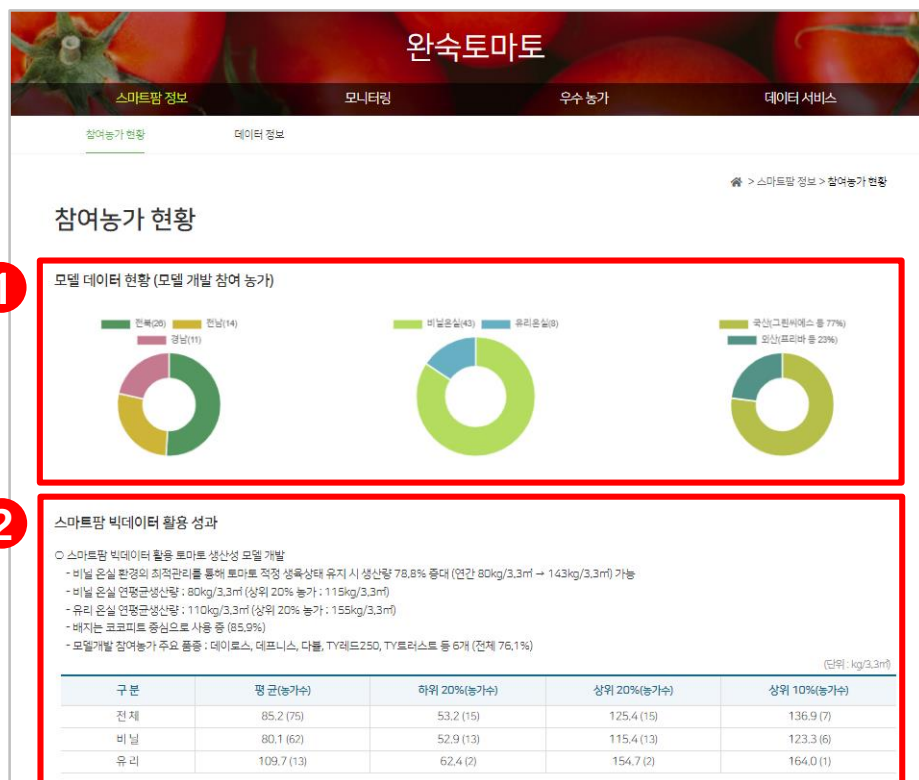 완숙토마토
스마트팜 정보 모니터링 우수 농가 데이터 서비스
참여농가 현황 데이터 정보
> 스마트팜 정보 > 참여농가 현황
참여농가 현황
1
모델 데이터 현황 (모델 개발 참여 농가)
전북(26) 전남(14)
경남(11)
비닐온실(43) 유리온실(8)
국산(그린씨에스 등 77%)
외산(프리바 등 23%)
2
스마트팜 빅데이터 활용 성과
○ 스마트팜 빅데이터 활용 토마토 생산성 모델 개발
- 비닐 온실 환경의 최적관리를 통해 토마토 적정 생육상태 유지 시 생산량 78.8% 증대 (연간 80kg/3.3㎡ → 143kg/3.3㎡) 가능
- 비닐 온실 연평균생산량 : 80kg/3.3㎡ (상위 20% 농가 : 115kg/3.3㎡)
- 유리 온실 연평균생산량 : 110kg/3.3㎡ (상위 20% 농가 : 155kg/3.3㎡)
- 배지는 코코피트 중심으로 사용 중 (85.9%)
- 모델개발 참여농가 주요 품종 : 데이로스, 데프니스, 다볼, TY레드250, TY트러스트 등 6개 (전체 76.1%)
(단위 : kg/3.3㎡)
구 분 평 균(농가수) 하위 20%(농가수) 상위 20%(농가수) 상위 10%(농가수)
전 체 85.2 (75) 53.2 (15) 125.4 (15) 136.9 (7)
비 닐 80.1 (62) 52.9 (13) 115.4 (13) 123.3 (6)
유 리 109.7 (13) 62.4 (2) 154.7 (2) 164.0 (1)